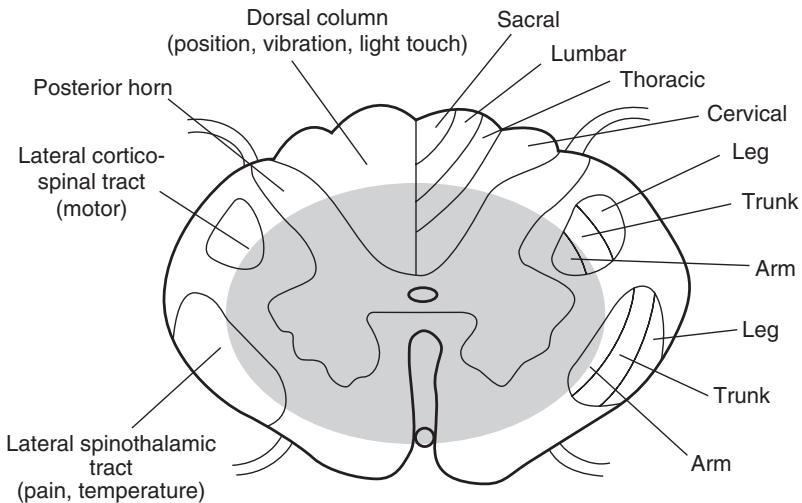 Dorsal column
(position, vibration, light touch)
Sacral
Lumbar
Thoracic
Cervical
Leg
Trunk
Arm
Leg
Trunk
Arm
Posterior horn
Lateral cortico-
spinal tract
(motor)
Lateral spinothalamic
tract
(pain, temperature)